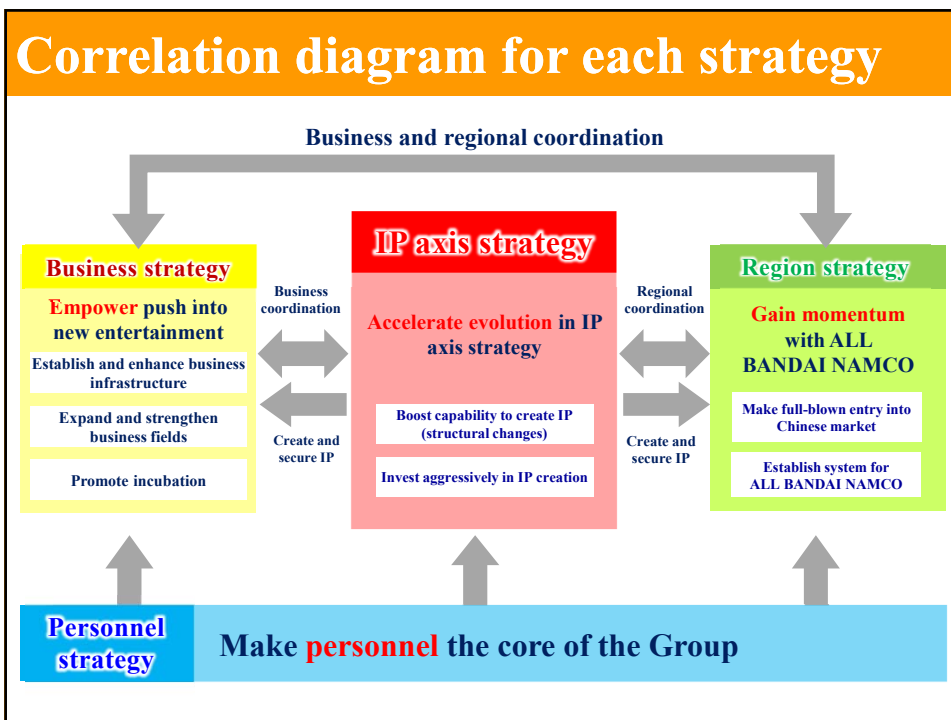 Correlation diagram for each strategy
Business and regional coordination
Business strategy
Empower push into
new entertainment
Establish and enhance business
infrastructure
Expand and strengthen
business fields
Promote incubation
Business
coordination
Create and
secure IP
IP axis strategy
Accelerate evolution in IP
axis strategy
Boost capability to create IP
(structural changes)
Invest aggressively in IP creation
Regional
coordination
Create and
secure IP
Region strategy
Gain momentum
with ALL
BANDAI NAMCO
Make full-blown entry into
Chinese market
Establish system for
ALL BANDAI NAMCO
Personnel
strategy
Make personnel the core of the Group